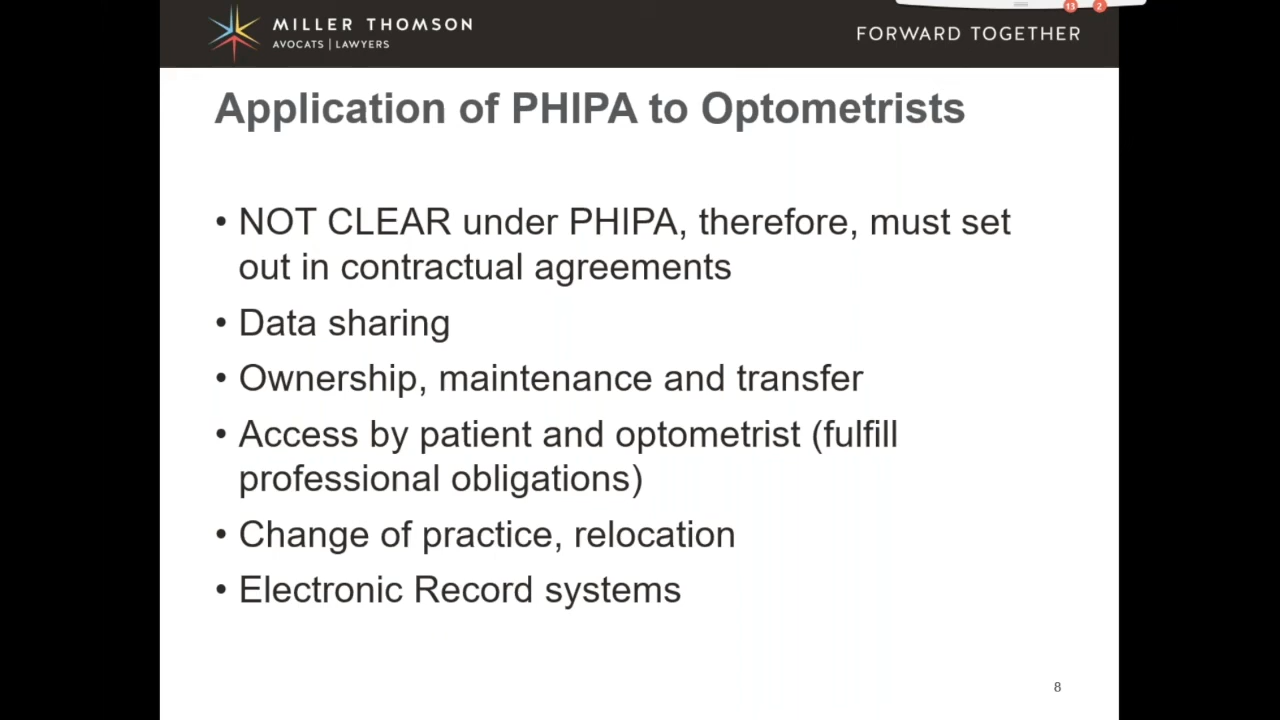 MILLER THOMSON
AVOCATS | LAWYERS
FORWARD TOGETHER
13
2
Application of PHIPA to Optometrists
• NOT CLEAR under PHIPA, therefore, must set
out in contractual agreements
• Data sharing
• Ownership, maintenance and transfer
• Access by patient and optometrist (fulfill
professional obligations)
• Change of practice, relocation
• Electronic Record systems
8